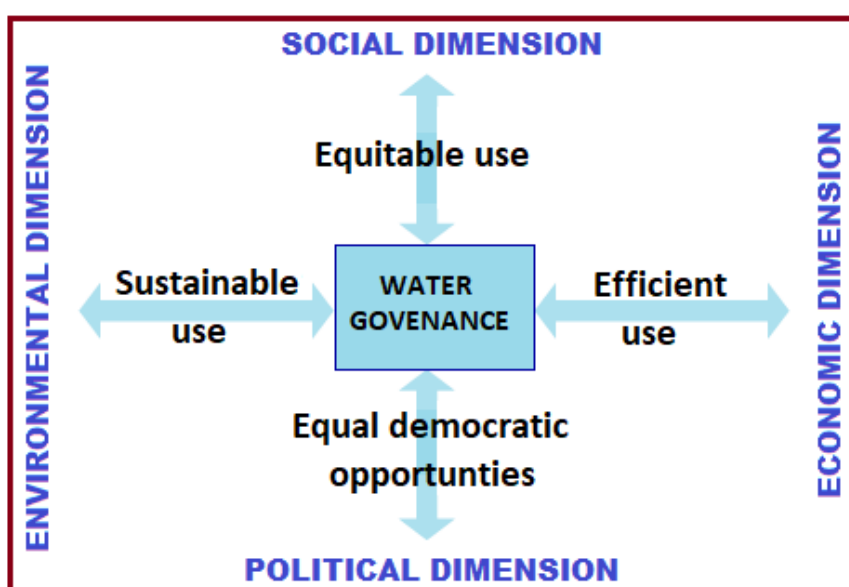 SOCIAL DIMENSION
Equitable use
ENVIRONMENTAL DIMENSION
Sustainable
use
WATER
GOVENANCE
Efficient
use
ECONOMIC DIMENSION
Equal democratic
opportunties
POLITICAL DIMENSION